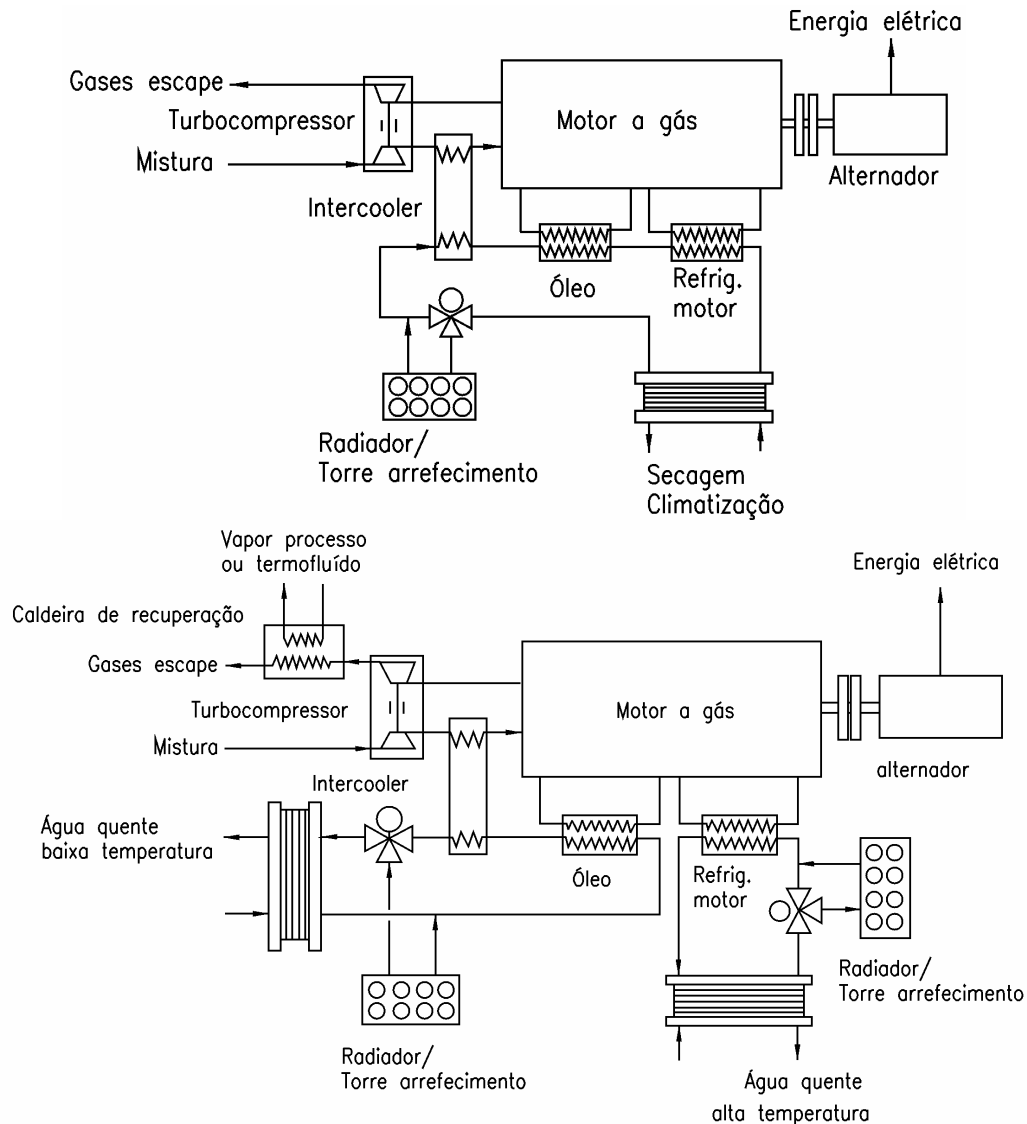 Energia elétrica
Gases escape
Turbocompressor
Motor a gás
Mistura
Alternador
Intercooler
Óleo
Refrig.
motor
Radiador/
Torre arrefecimento
Secagem
Climatização
Vapor processo
ou termofluído
Energia elétrica
Caldeira de recuperação
Gases escape
Turbocompressor
Motor a gás
Mistura
alternador
Intercooler
Água quente
baixa temperatura
Óleo
Refrig.
motor
Radiador/
Torre arrefecimento
Radiador/
Torre arrefecimento
Água quente
alta temperatura